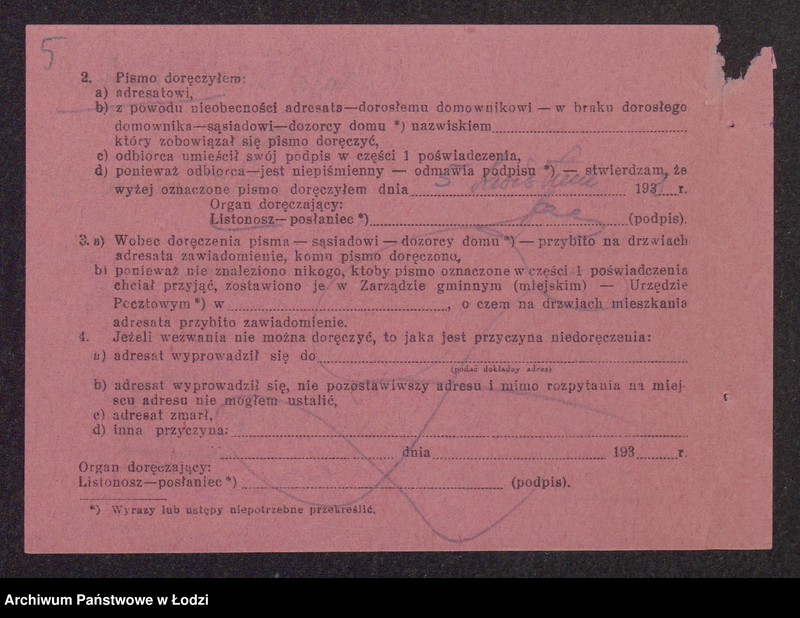 5
2. Pismo doręczyłem:
a) adresatowi,
b) z powodu nieobecności adresata—dorosłemu domownikowi — w braku dorosłego
domownika—sąsiadowi—dozorcy domu *) nazwiskiem
który zobowiązał się pismo doręczyć,
c) odbiorca umieścił swój podpis w części 1 poświadczenia,
d) ponieważ odbiorca—jest niepiśmienny — odmawia podpisu *) — stwierdzam, że
wyżej oznaczone pismo doręczyłem dnia 5 193 r.
Organ doręczający:
Listonosz—posłaniec *) (podpis).
3. a) Wobec doręczenia pisma — sąsiadowi — dozorcy domu *) — przybito na drzwiach
adresata zawiadomienie, komu pismo doręczono,
b) ponieważ nie znaleziono nikogo, ktoby pismo oznaczone w części 1 poświadczenia
chciał przyjąć, zostawiono je w Zarządzie gminnym (miejskim) — Urzędzie
Pocztowym *) w , o czem na drzwiach mieszkania
adresata przybito zawiadomienie.
4. Jeżeli wezwania nie można doręczyć, to jaka jest przyczyna niedoręczenia:
a) adresat wyprowadził się do
(podać dokładny adres)
b) adresat wyprowadził się, nie pozostawiwszy adresu i mimo rozpytania na miej-
scu adresu nie mogłem ustalić,
c) adresat zmarł,
d) inna przyczyna:
dnia 193 r.
Organ doręczający:
Listonosz—posłaniec *) (podpis).
*) Wyrazy lub ustępy niepotrzebne przekreślić.
Archiwum Państwowe w Łodzi